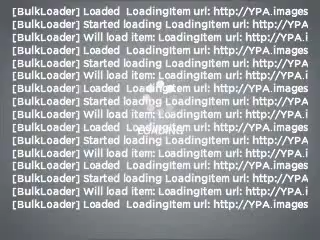 [BulkLoader] Loaded  LoadingItem url: http://YPA.images
[BulkLoader] Started loading LoadingItem url: http://YPA
[BulkLoader] Will load item: LoadingItem url: http://YPA.i
[BulkLoader] Loaded  LoadingItem url: http://YPA.images
[BulkLoader] Started loading LoadingItem url: http://YPA
[BulkLoader] Will load item: LoadingItem url: http://YPA.i
[BulkLoader] Loaded  LoadingItem url: http://YPA.images
[BulkLoader] Started loading LoadingItem url: http://YPA
[BulkLoader] Will load item: LoadingItem url: http://YPA.i
[BulkLoader] Loaded  LoadingItem url: http://YPA.images
LOADING
[BulkLoader] Started loading LoadingItem url: http://YPA
[BulkLoader] Will load item: LoadingItem url: http://YPA.i
[BulkLoader] Loaded  LoadingItem url: http://YPA.images
[BulkLoader] Started loading LoadingItem url: http://YPA
[BulkLoader] Will load item: LoadingItem url: http://YPA.i
[BulkLoader] Loaded  LoadingItem url: http://YPA.images